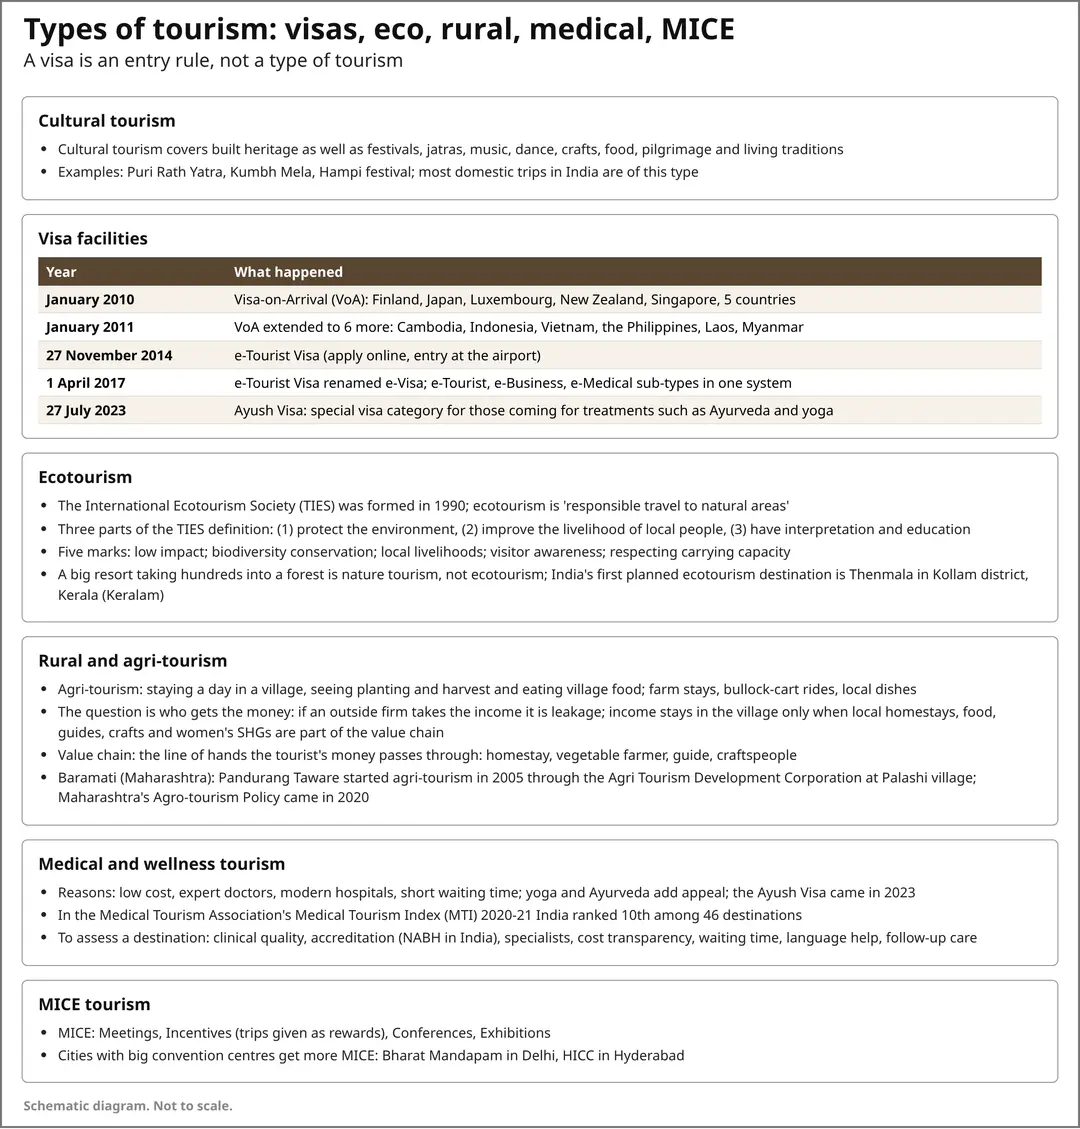 Types of tourism: visas, eco, rural, medical, MICE
A visa is an entry rule, not a type of tourism
Cultural tourism
• Cultural tourism covers built heritage as well as festivals, jatras, music, dance, crafts, food, pilgrimage and living traditions
• Examples: Puri Rath Yatra, Kumbh Mela, Hampi festival; most domestic trips in India are of this type
Visa facilities
Year What happened
January 2010 Visa-on-Arrival (VoA): Finland, Japan, Luxembourg, New Zealand, Singapore, 5 countries
January 2011 VoA extended to 6 more: Cambodia, Indonesia, Vietnam, the Philippines, Laos, Myanmar
27 November 2014 e-Tourist Visa (apply online, entry at the airport)
1 April 2017 e-Tourist Visa renamed e-Visa; e-Tourist, e-Business, e-Medical sub-types in one system
27 July 2023 Ayush Visa: special visa category for those coming for treatments such as Ayurveda and yoga
Ecotourism
• The International Ecotourism Society (TIES) was formed in 1990; ecotourism is 'responsible travel to natural areas'
• Three parts of the TIES definition: (1) protect the environment, (2) improve the livelihood of local people, (3) have interpretation and education
• Five marks: low impact; biodiversity conservation; local livelihoods; visitor awareness; respecting carrying capacity
• A big resort taking hundreds into a forest is nature tourism, not ecotourism; India's first planned ecotourism destination is Thenmala in Kollam district,
Kerala (Keralam)
Rural and agri-tourism
• Agri-tourism: staying a day in a village, seeing planting and harvest and eating village food; farm stays, bullock-cart rides, local dishes
• The question is who gets the money: if an outside firm takes the income it is leakage; income stays in the village only when local homestays, food,
guides, crafts and women's SHGs are part of the value chain
• Value chain: the line of hands the tourist's money passes through: homestay, vegetable farmer, guide, craftspeople
• Baramati (Maharashtra): Pandurang Taware started agri-tourism in 2005 through the Agri Tourism Development Corporation at Palashi village;
Maharashtra's Agro-tourism Policy came in 2020
Medical and wellness tourism
• Reasons: low cost, expert doctors, modern hospitals, short waiting time; yoga and Ayurveda add appeal; the Ayush Visa came in 2023
• In the Medical Tourism Association's Medical Tourism Index (MTI) 2020-21 India ranked 10th among 46 destinations
• To assess a destination: clinical quality, accreditation (NABH in India), specialists, cost transparency, waiting time, language help, follow-up care
MICE tourism
• MICE: Meetings, Incentives (trips given as rewards), Conferences, Exhibitions
• Cities with big convention centres get more MICE: Bharat Mandapam in Delhi, HICC in Hyderabad
Schematic diagram. Not to scale.